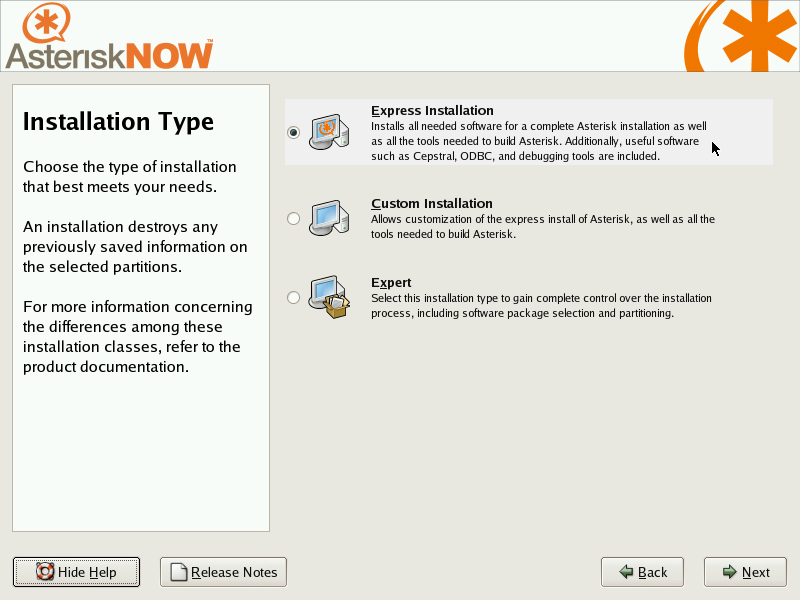 AsteriskNOW™
Installation Type
Choose the type of installation
that best meets your needs.
An installation destroys any
previously saved information on
the selected partitions.
For more information concerning
the differences among these
installation classes, refer to the
product documentation.
Express Installation
Installs all needed software for a complete Asterisk installation as well
as all the tools needed to build Asterisk. Additionally, useful software
such as Cepstral, ODBC, and debugging tools are included.
Custom Installation
Allows customization of the express install of Asterisk, as well as all the
tools needed to build Asterisk.
Expert
Select this installation type to gain complete control over the installation
process, including software package selection and partitioning.
Hide Help
Release Notes
Back
Next